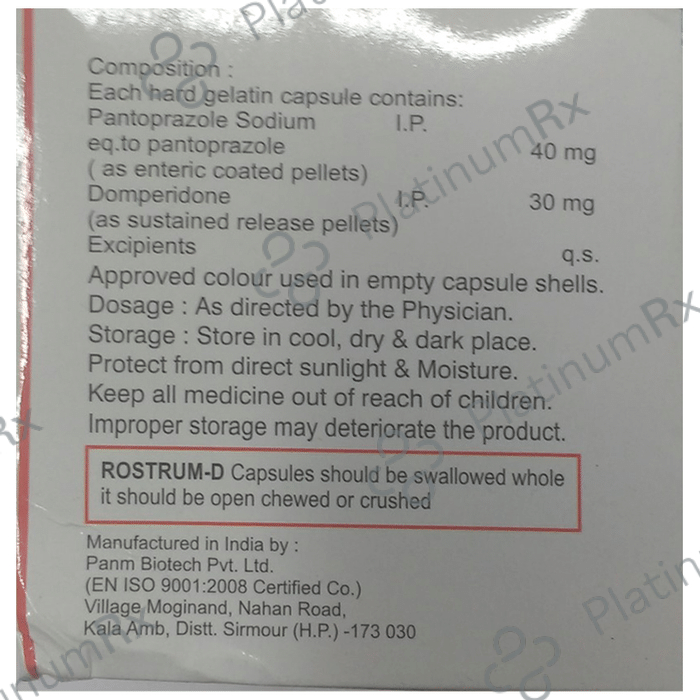 Composition :
Each hard gelatin capsule contains:
Pantoprazole Sodium I.P.
eq.to pantoprazole 40 mg
( as enteric coated pellets)
Domperidone I.P. 30 mg
(as sustained release pellets)
Excipients q.s.
Approved colour used in empty capsule shells.
Dosage : As directed by the Physician.
Storage : Store in cool, dry & dark place.
Protect from direct sunlight & Moisture.
Keep all medicine out of reach of children.
Improper storage may deteriorate the product.
ROSTRUM-D Capsules should be swallowed whole
it should be open chewed or crushed
Manufactured in India by :
Panm Biotech Pvt. Ltd.
(EN ISO 9001:2008 Certified Co.)
Village Moginand, Nahan Road,
Kala Amb, Distt. Sirmour (H.P.) -173 030
PlatinumRx
PlatinumRx